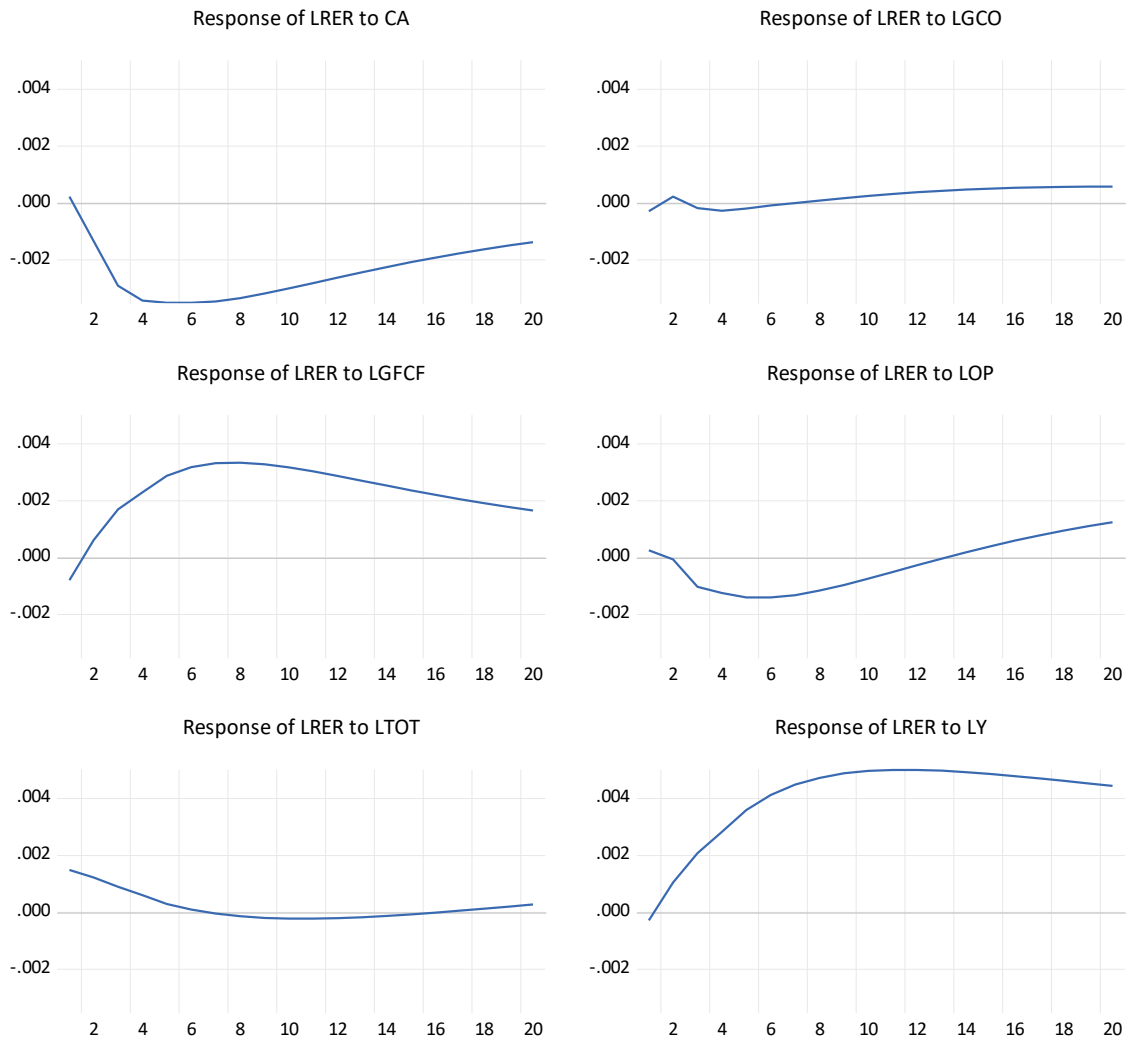 Response of LRER to CA
.004
.002
.000
-.002
2 4 6 8 10 12 14 16 18 20
Response of LRER to LGCO
.004
.002
.000
-.002
2 4 6 8 10 12 14 16 18 20
Response of LRER to LGFCF
.004
.002
.000
-.002
2 4 6 8 10 12 14 16 18 20
Response of LRER to LOP
.004
.002
.000
-.002
2 4 6 8 10 12 14 16 18 20
Response of LRER to LTOT
.004
.002
.000
-.002
2 4 6 8 10 12 14 16 18 20
Response of LRER to LY
.004
.002
.000
-.002
2 4 6 8 10 12 14 16 18 20